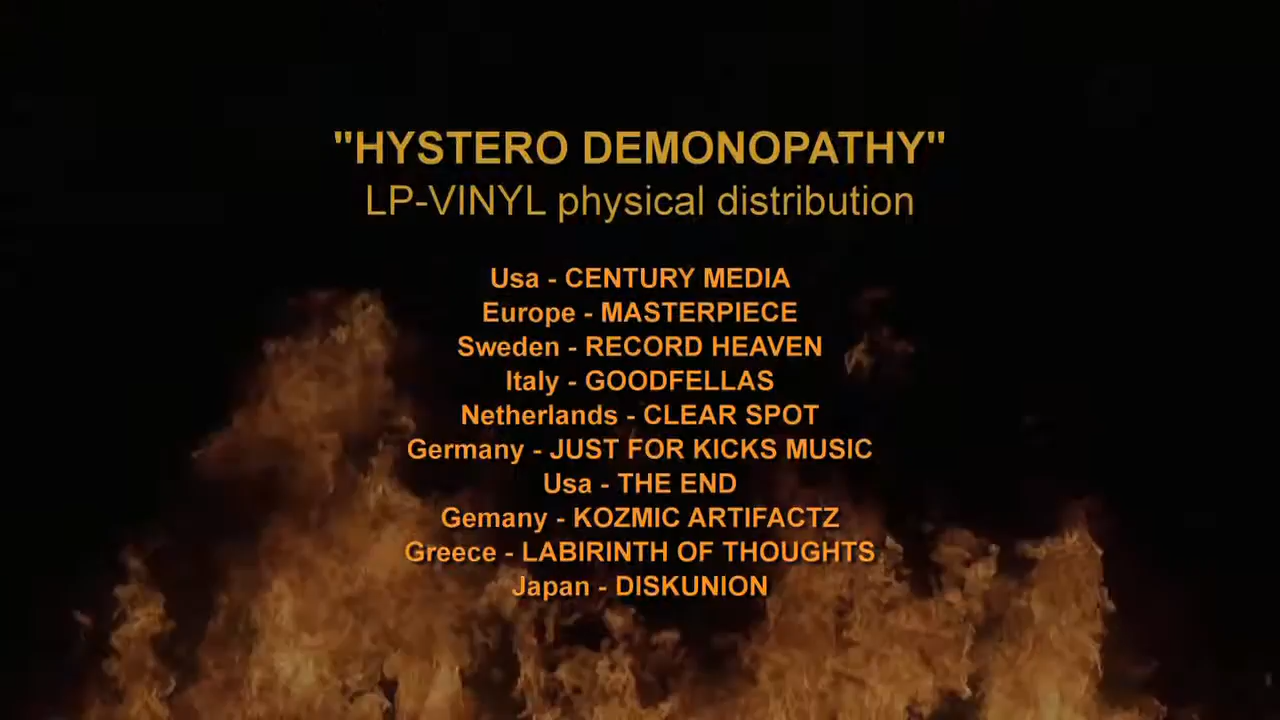 "HYSTERO DEMONOPATHY"
LP-VINYL physical distribution
Usa - CENTURY MEDIA
Europe - MASTERPIECE
Sweden - RECORD HEAVEN
Italy - GOODFELLAS
Netherlands - CLEAR SPOT
Germany - JUST FOR KICKS MUSIC
Usa - THE END
Gemany - KOZMIC ARTIFACTZ
Greece - LABIRINTH OF THOUGHTS
Japan - DISKUNION